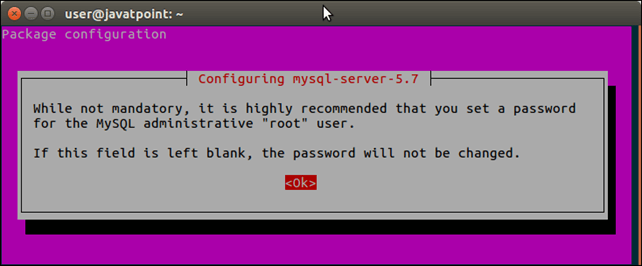 user@javatpoint: ~
Package configuration
Configuring mysql-server-5.7
While not mandatory, it is highly recommended that you set a password
for the MySQL administrative "root" user.
If this field is left blank, the password will not be changed.
<Ok>